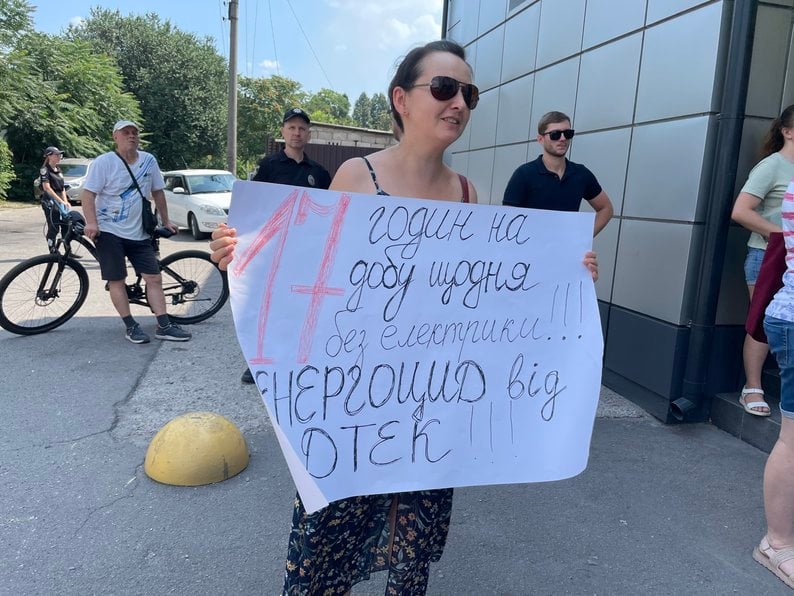 17 годин на
добу щодня
без електрики!!!
ЕНЕРГОЦИД від
ДТЕК!!!